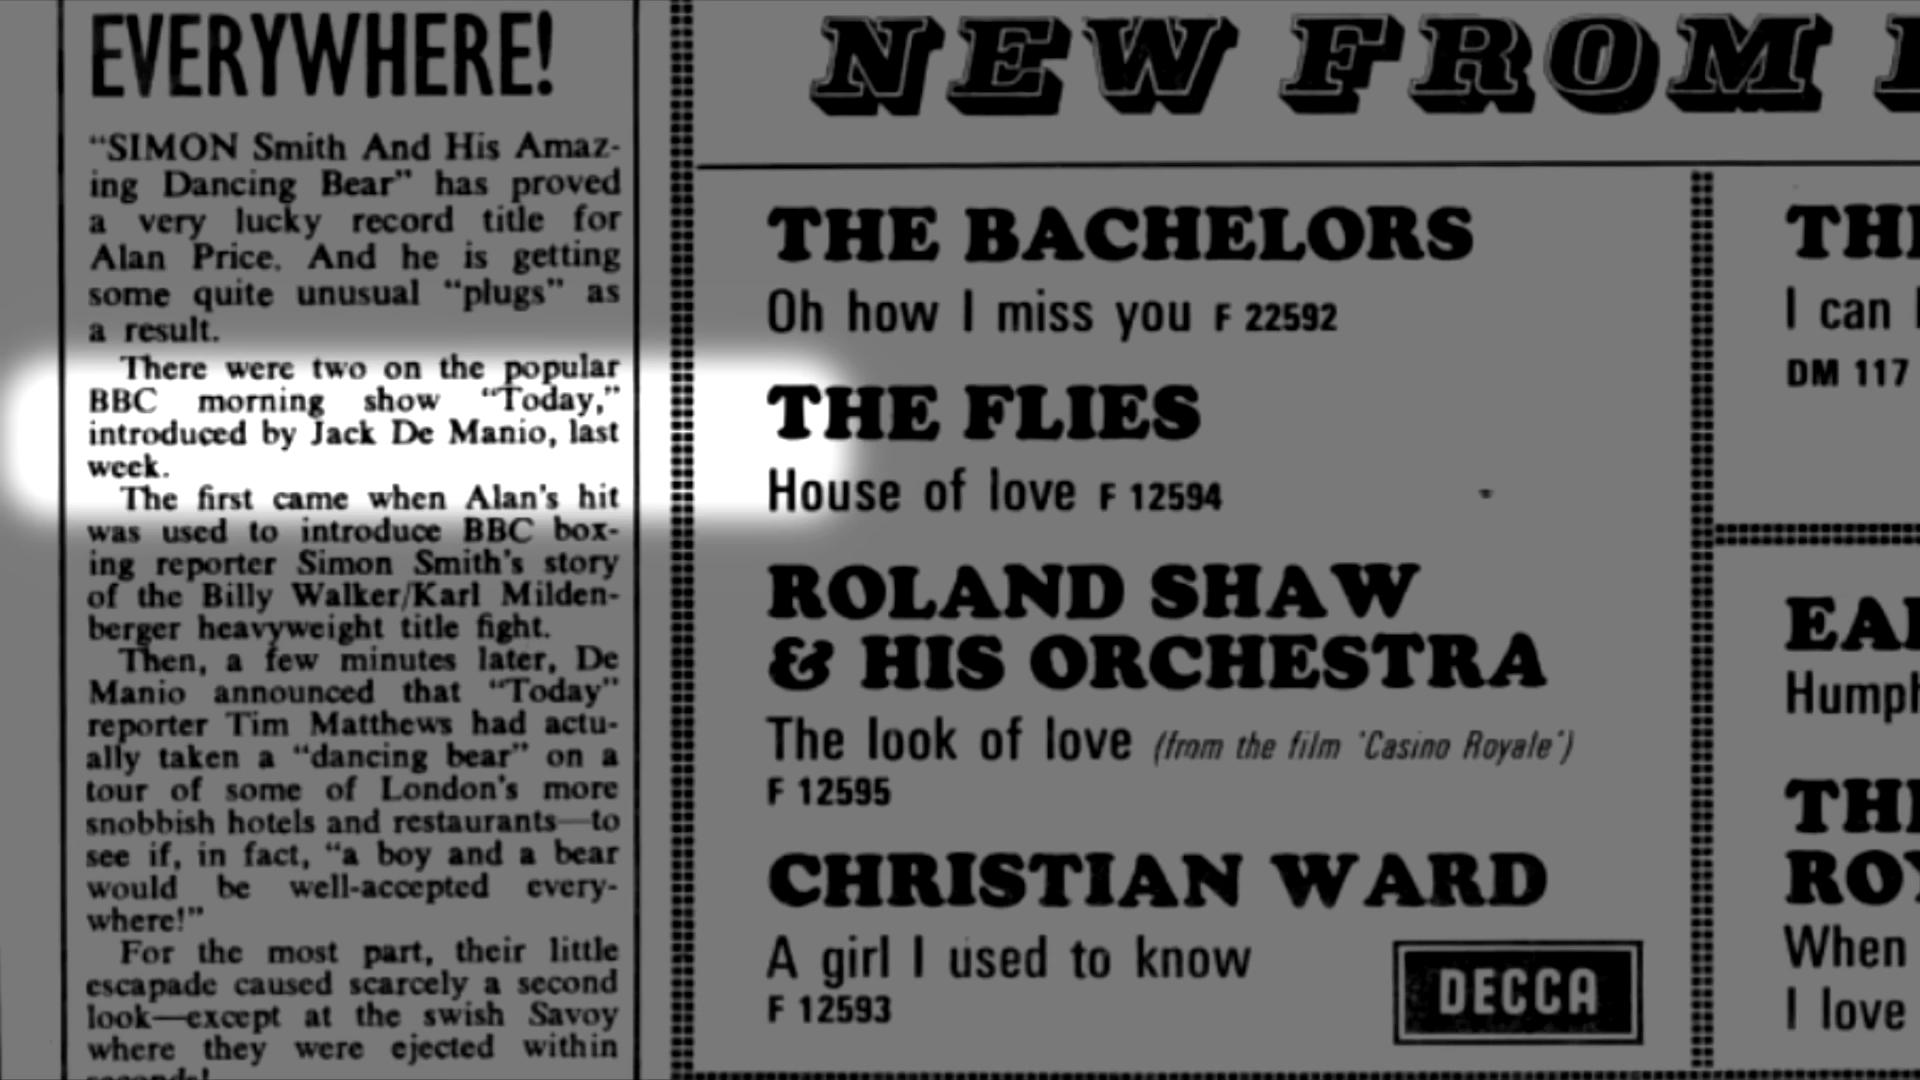 EVERYWHERE!
“SIMON Smith And His Amaz-
ing Dancing Bear” has proved
a very lucky record title for
Alan Price. And he is getting
some quite unusual “plugs” as
a result.
There were two on the popular
BBC morning show “Today,”
introduced by Jack De Manio, last
week.
The first came when Alan’s hit
was used to introduce BBC box-
ing reporter Simon Smith’s story
of the Billy Walker/Karl Milden-
berger heavyweight title fight.
Then, a few minutes later, De
Manio announced that “Today”
reporter Tim Matthews had actu-
ally taken a “dancing bear” on a
tour of some of London’s more
snobbish hotels and restaurants—to
see if, in fact, “a boy and a bear
would be well-accepted every-
where!”
For the most part, their little
escapade caused scarcely a second
look—except at the swish Savoy
where they were ejected within
NEW FROM
THE BACHELORS
Oh how I miss you F 22592
THE FLIES
House of love F 12594
ROLAND SHAW
& HIS ORCHESTRA
The look of love (from the film 'Casino Royale')
F 12595
CHRISTIAN WARD
A girl I used to know
F 12593
DECCA
I can
DM 117
When
I love